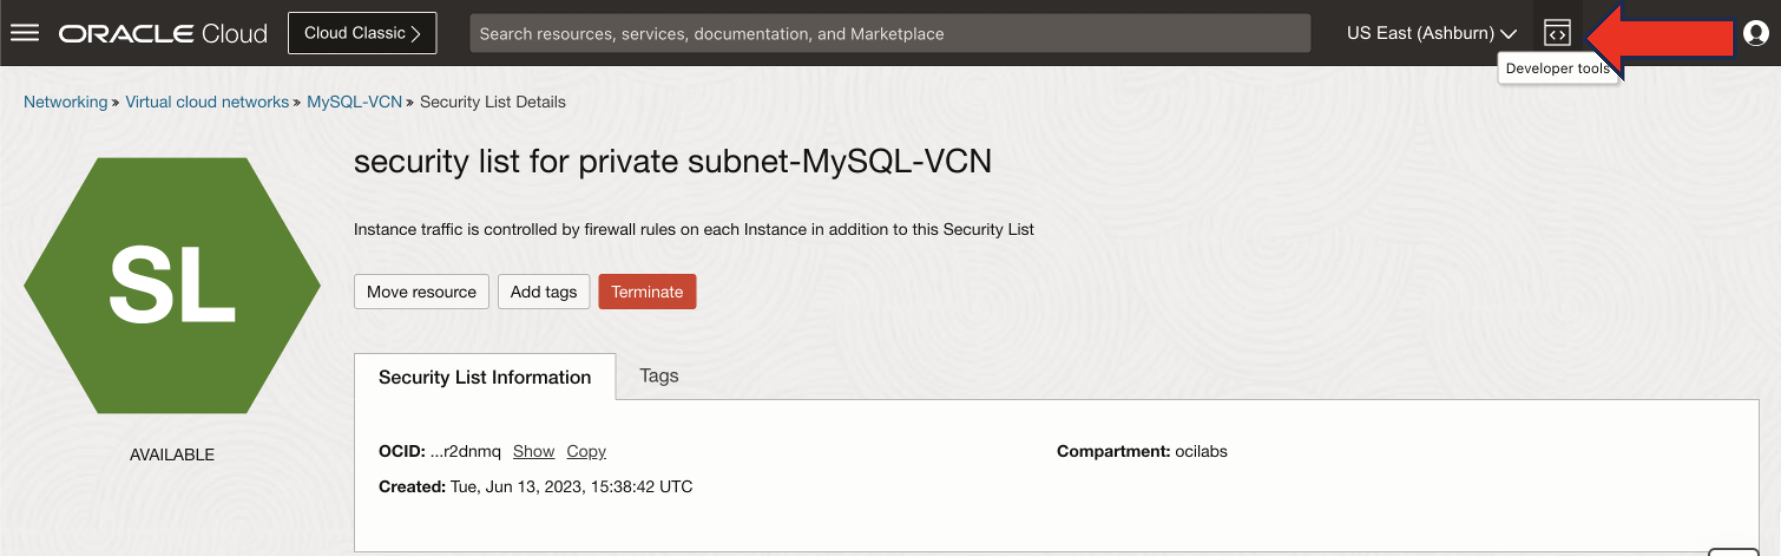 ORACLE Cloud
Cloud Classic
Search resources, services, documentation, and Marketplace
US East (Ashburn)
Developer tools
Networking » Virtual cloud networks » MySQL-VCN » Security List Details
SL
AVAILABLE
security list for private subnet-MySQL-VCN
Instance traffic is controlled by firewall rules on each Instance in addition to this Security List
Move resource
Add tags
Terminate
Security List Information
Tags
OCID: ...r2dnmq Show Copy
Compartment: ocilabs
Created: Tue, Jun 13, 2023, 15:38:42 UTC